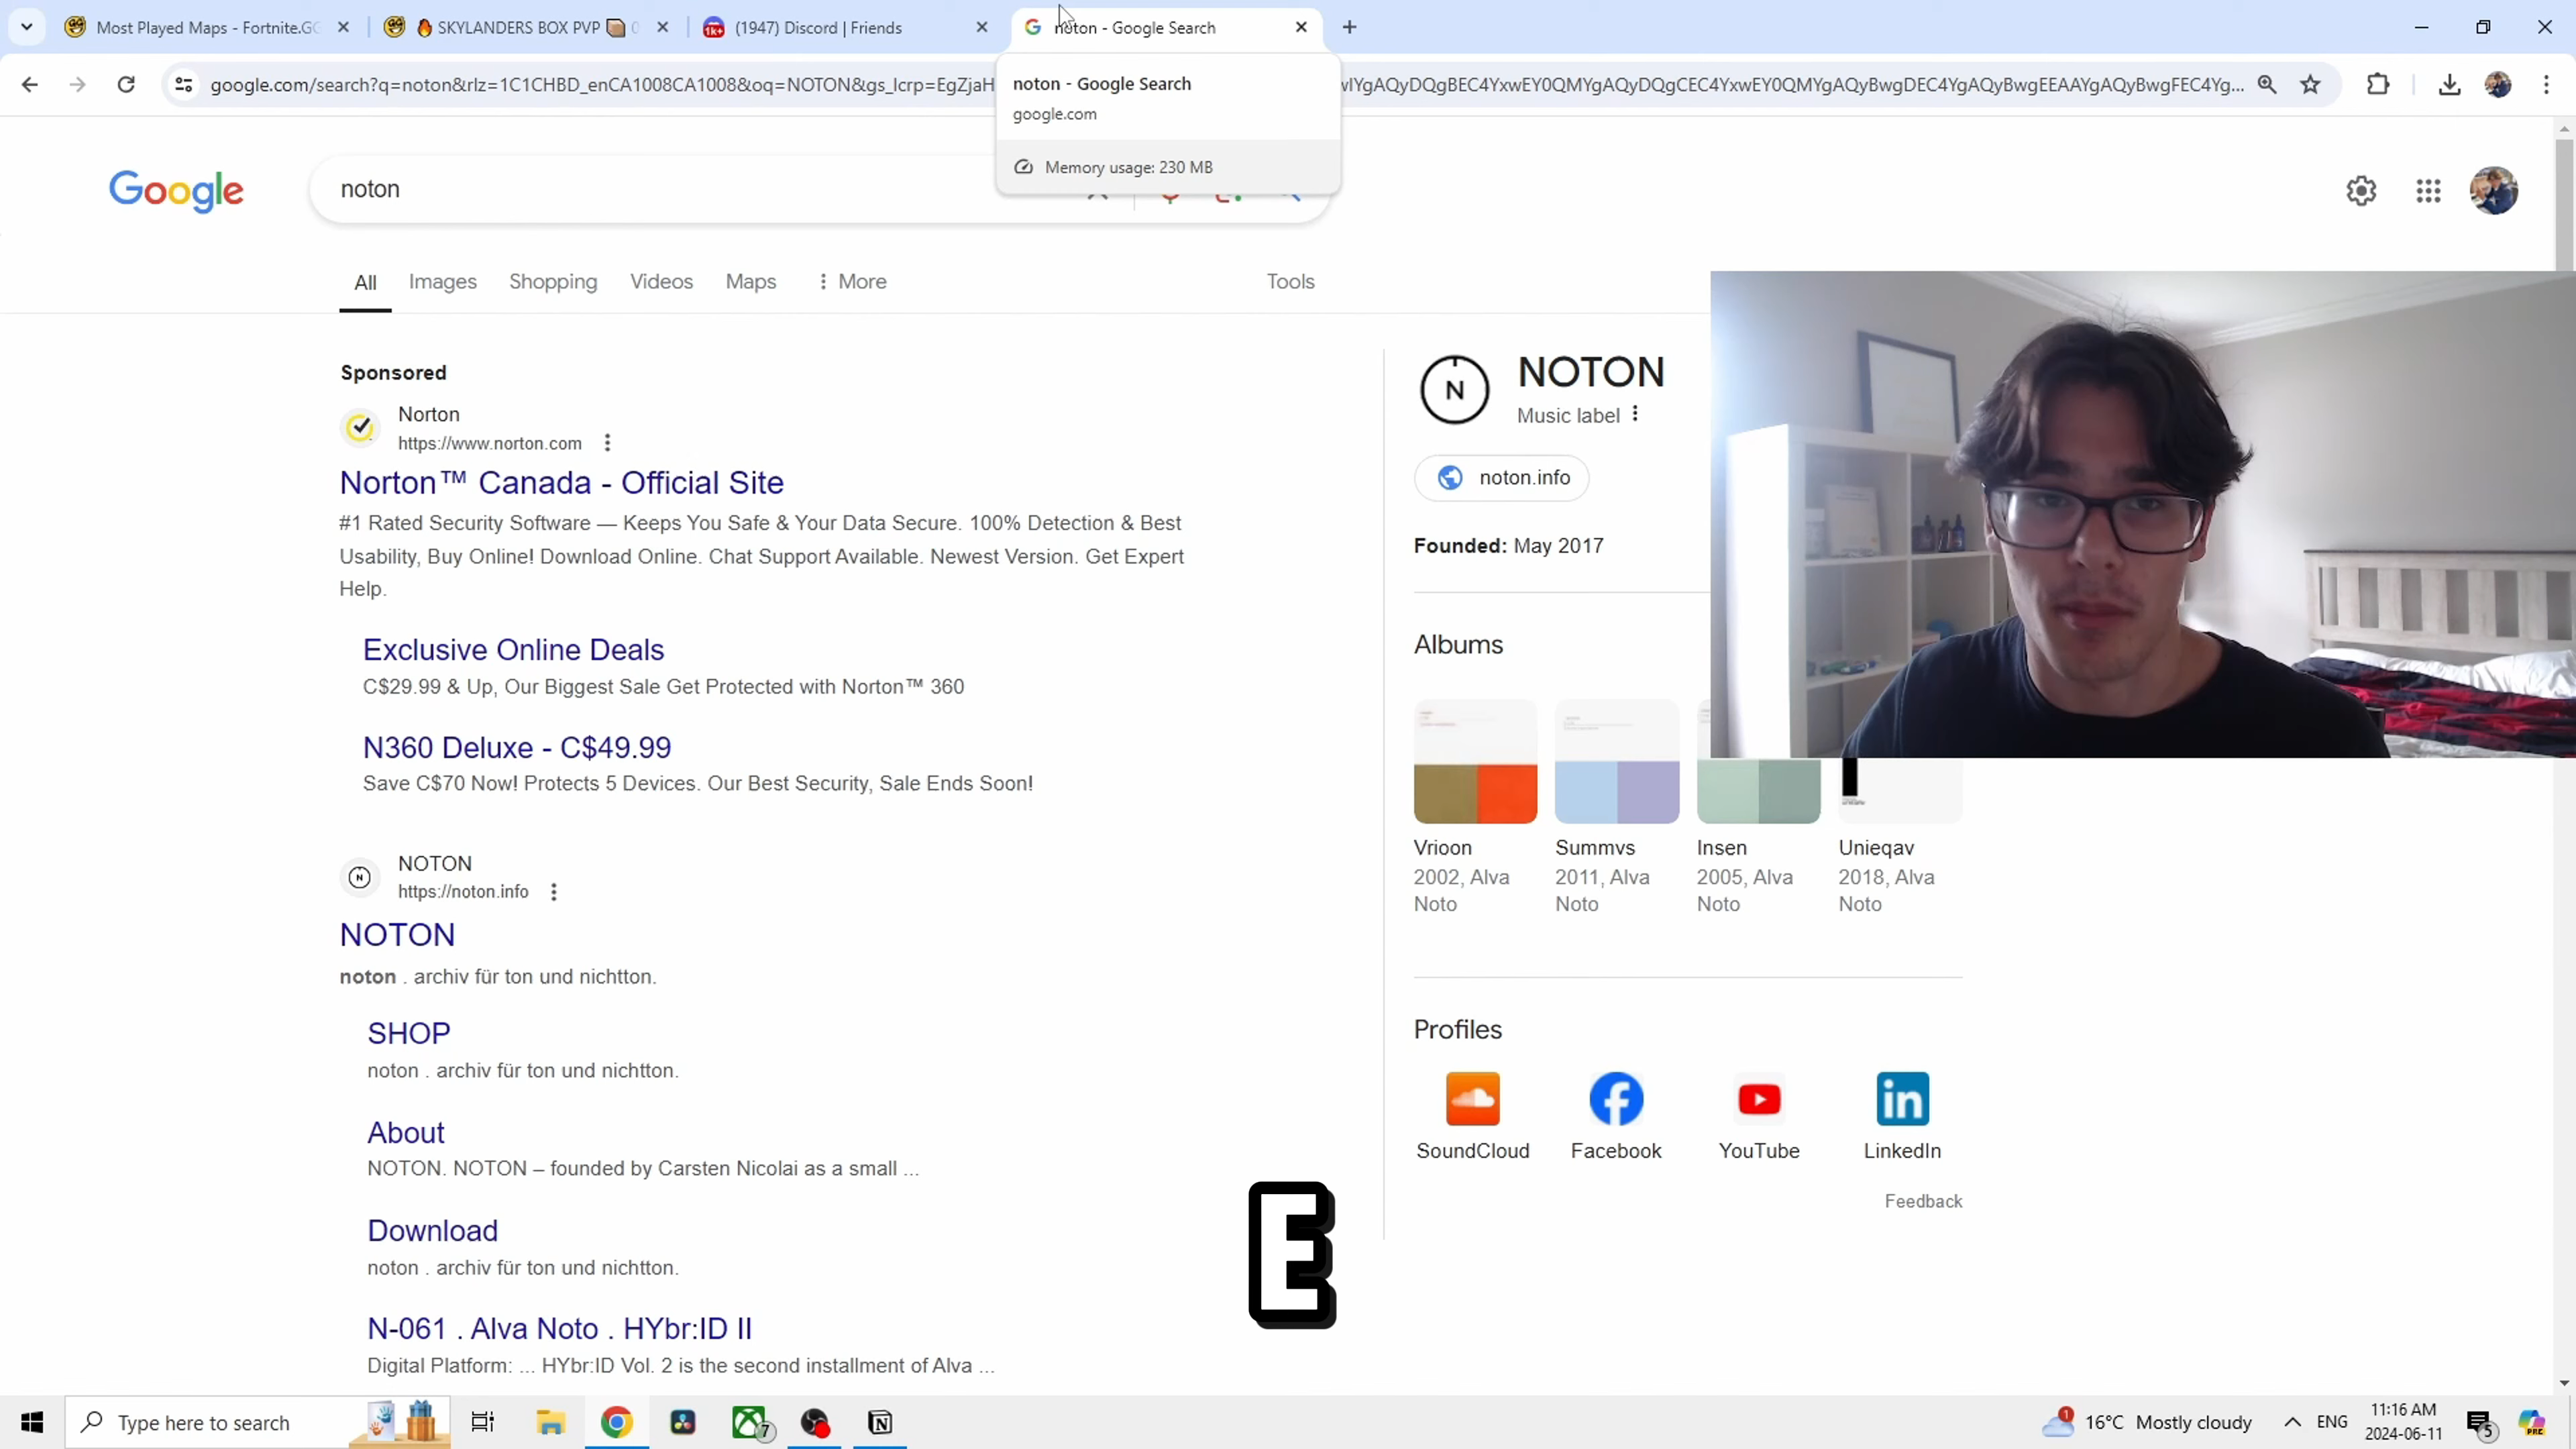 Most Played Maps - Fortnite.GG
🔥 SKYLANDERS BOX PVP 📦
(1947) Discord | Friends
noton - Google Search
google.com/search?q=noton&rlz=1C1CHBD_enCA1008CA1008&oq=NOTON&gs_lcrp=EgZjaH
noton - Google Search
google.com
Memory usage: 230 MB
Google
noton
All
Images
Shopping
Videos
Maps
More
Tools
Sponsored
Norton
https://www.norton.com
Norton™ Canada - Official Site
#1 Rated Security Software — Keeps You Safe & Your Data Secure. 100% Detection & Best
Usability, Buy Online! Download Online. Chat Support Available. Newest Version. Get Expert
Help.
Exclusive Online Deals
C$29.99 & Up, Our Biggest Sale Get Protected with Norton™ 360
N360 Deluxe - C$49.99
Save C$70 Now! Protects 5 Devices. Our Best Security, Sale Ends Soon!
NOTON
https://noton.info
NOTON
noton . archiv für ton und nichtton.
SHOP
noton . archiv für ton und nichtton.
About
NOTON. NOTON – founded by Carsten Nicolai as a small ...
Download
noton . archiv für ton und nichtton.
N-061 . Alva Noto . HYbr:ID II
Digital Platform: ... HYbr:ID Vol. 2 is the second installment of Alva ...
N
NOTON
Music label
noton.info
Founded: May 2017
Albums
Vrioon
2002, Alva
Noto
Summvs
2011, Alva
Noto
Insen
2005, Alva
Noto
Unieqav
2018, Alva
Noto
Profiles
SoundCloud
Facebook
YouTube
LinkedIn
Feedback
E
Type here to search
7
16°C Mostly cloudy
ENG
11:16 AM
2024-06-11
5